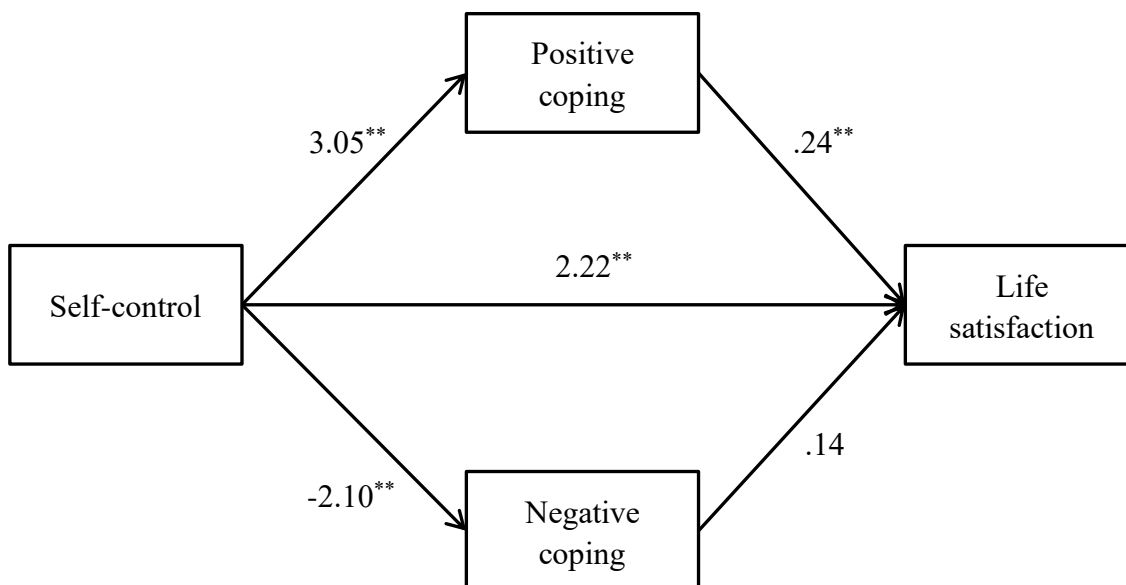 Positive
coping
3.05**
.24**
2.22**
Self-control
Life
satisfaction
-2.10**
.14
Negative
coping